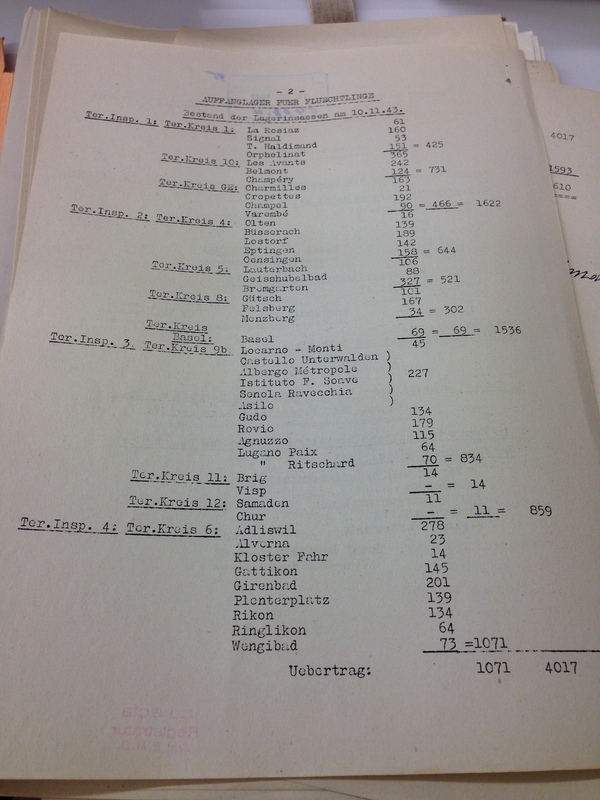 - 2 -
AUFFANGLAGER FUER FLUECHTLINGE
Bestand der Lagerinsassen am 10.11.43.
Ter.Insp. 1: Ter.Kreis 1: La Rosiaz 61
Signal 160
T. Haldimand 53
Orphelinat 151 = 425
Ter.Kreis 10: Les Avants 365
Belmont 242
Champéry 124 = 731
Ter.Kreis GE: Charmilles 163
Cropettes 21
Champel 192
Varembé 90 = 466 = 1622
Ter.Insp. 2: Ter.Kreis 4: Olten 16
Büsserach 139
Lostorf 189
Eptingen 142
Oensingen 158 = 644
Ter.Kreis 5: Lauterbach 106
Geisshubelbad 88
Bremgarten 327 = 521
Ter.Kreis 8: Gütsch 101
Felsberg 167
Menzberg 34 = 302
Ter.Kreis
Basel: Basel 69 = 69 = 1536
Ter.Insp. 3. Ter.Kreis 9b: Locarno - Monti 45
Castello Unterwalden )
Albergo Métropole )
Istituto F. Soave ) 227
Scuola Ravecchia )
Asilo )
Gudo 134
Rovio 179
Agnuzzo 115
Lugano Paix 64
" Ritschard 70 = 834
Ter.Kreis 11: Brig 14
Visp - = 14
Ter.Kreis 12: Samaden 11
Chur - = 11 = 859
Ter.Insp. 4: Ter.Kreis 6: Adliswil 278
Alverna 23
Kloster Fahr 14
Gattikon 145
Girenbad 201
Plenterplatz 139
Rikon 134
Ringlikon 64
Wengibad 73 =1071
Uebertrag: 1071 4017
4017
1593
610